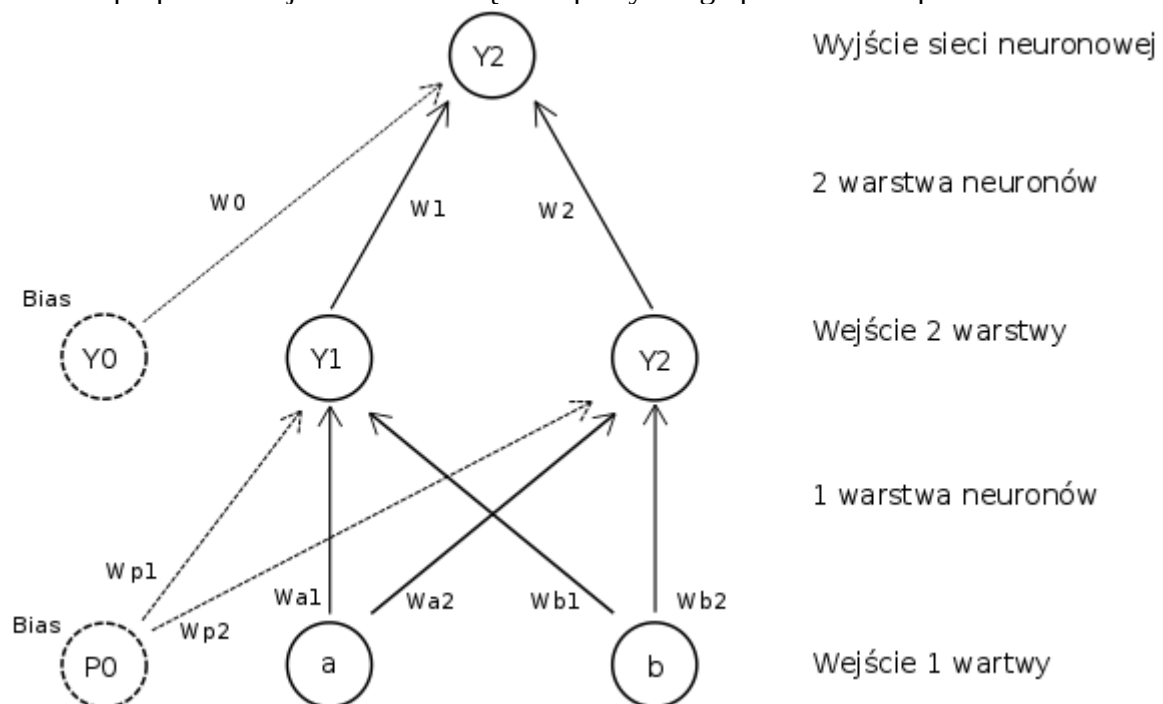 Y2
Wyjście sieci neuronowej
W0
W1
W2
2 warstwa neuronów
Bias
Y0
Y1
Y2
Wejście 2 warstwy
1 warstwa neuronów
Wp1
Wa1
Wa2
Wb1
Wb2
Bias
Wp2
P0
a
b
Wejście 1 wartwy